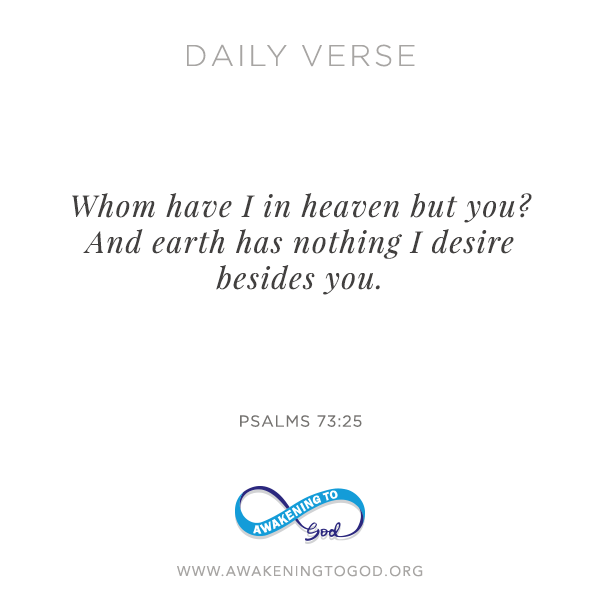 DAILY VERSE
Whom have I in heaven but you?
And earth has nothing I desire
besides you.
PSALMS 73:25
AWAKENING TO
God
WWW.AWAKENINGTOGOD.ORG